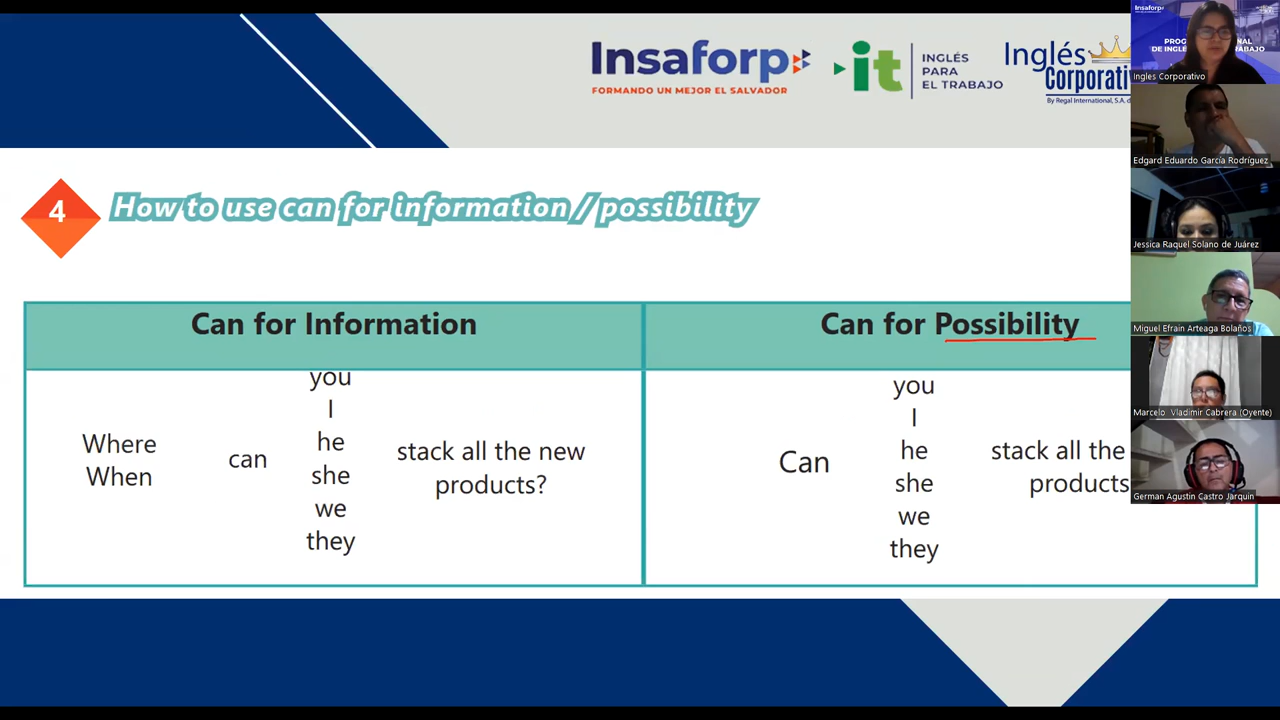 Insaforp
FORMANDO UN MEJOR EL SALVADOR
it
INGLÉS
PARA
EL TRABAJO
Inglés
Corporati
By Regal International, S.A. d
4
How to use can for information / possibility
Can for Information
Where
When
can
you
I
he
she
we
they
stack all the new
products?
Can for Possibility
Can
you
I
he
she
we
they
stack all the
products
Insaforp
Ingles Corporativo
Edgard Eduardo García Rodríguez
Jessica Raquel Solano de Juárez
Miguel Efrain Arteaga Bolaños
Marcelo Vladimir Cabrera (Oyente)
German Agustin Castro Jarquin